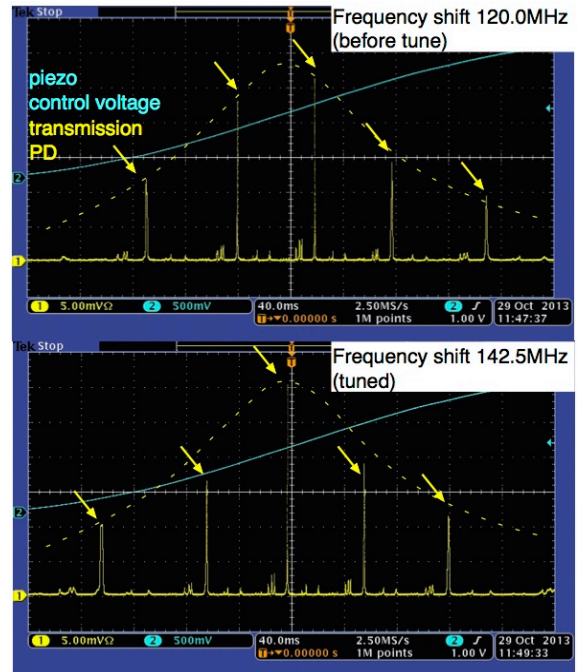 Tek Stop
Frequency shift 120.0MHz
(before tune)
piezo
control voltage
transmission
PD
2
1
1 5.00mVΩ 2 500mV 40.0ms 2.50MS/s 2 1.00 V 29 Oct 2013
T→▼0.00000 s 1M points 11:47:37
Tek Stop
Frequency shift 142.5MHz
(tuned)
2
1
1 5.00mVΩ 2 500mV 40.0ms 2.50MS/s 2 1.00 V 29 Oct 2013
T→▼0.00000 s 1M points 11:49:33